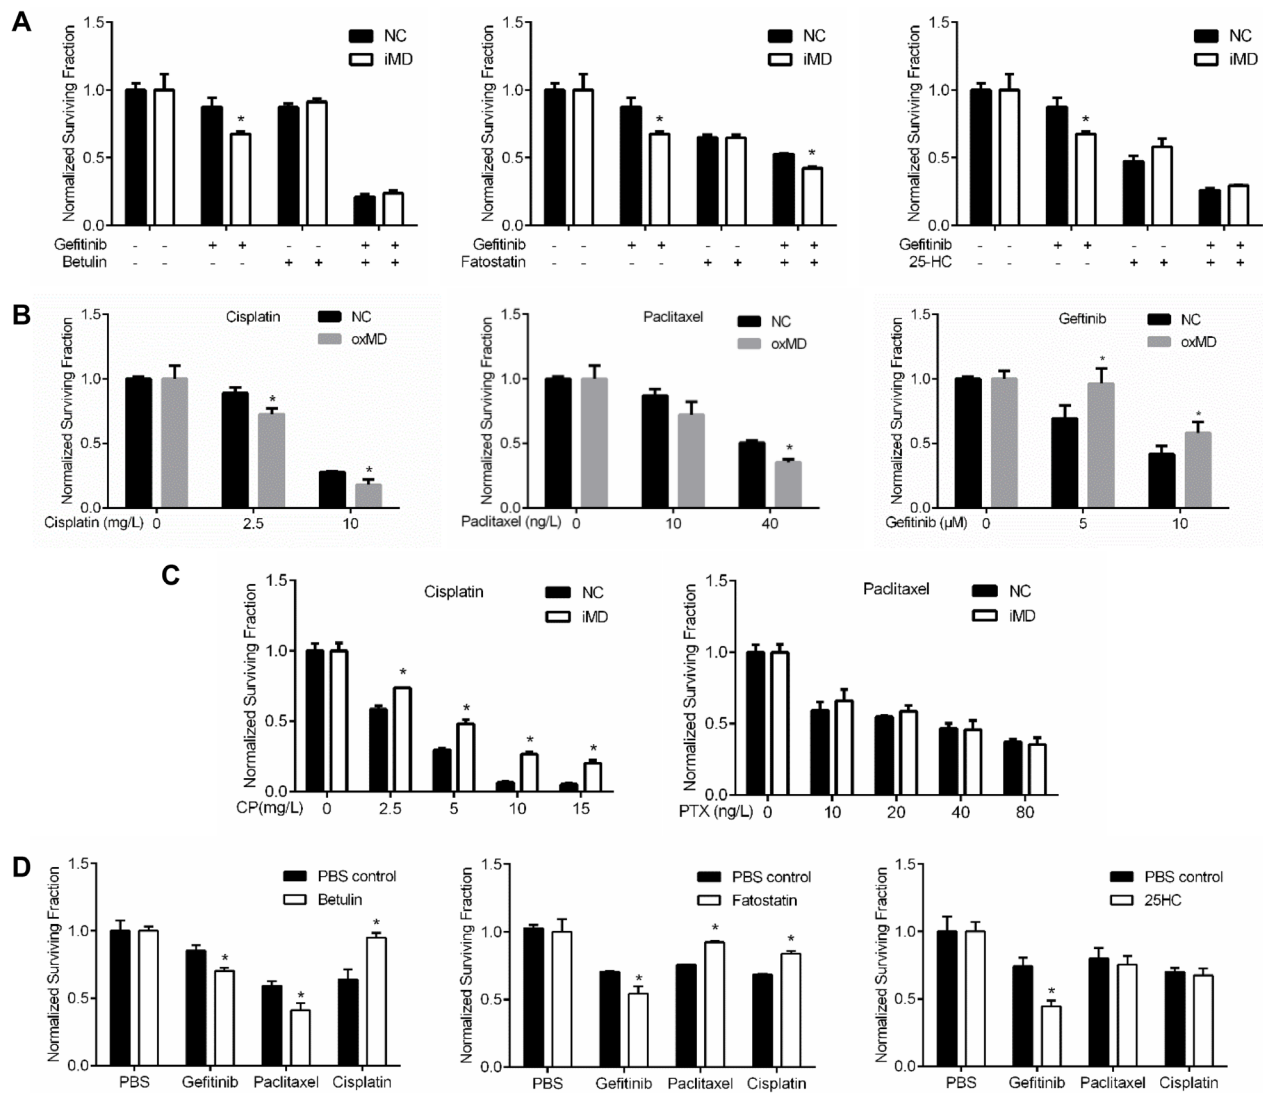 A
Normalized Surviving Fraction
1.5
1.0
0.5
0.0
NC
iMD
*
Gefitinib - - + + - - + +
Betulin - - - - + + + +
Normalized Surviving Fraction
1.5
1.0
0.5
0.0
NC
iMD
*
*
Gefitinib - - + + - - + +
Fatostatin - - - - + + + +
Normalized Surviving Fraction
1.5
1.0
0.5
0.0
NC
iMD
*
Gefitinib - - + + - - + +
25-HC - - - - + + + +
B
Normalized Surviving Fraction
1.5
1.0
0.5
0.0
Cisplatin
NC
oxMD
*
*
Cisplatin (mg/L) 0 2.5 10
Normalized Surviving Fraction
1.5
1.0
0.5
0.0
Paclitaxel
NC
oxMD
*
Paclitaxel (ng/L) 0 10 40
Normalized Surviving Fraction
1.5
1.0
0.5
0.0
Geftinib
NC
oxMD
*
*
Gefitinib (μM) 0 5 10
C
Normalized Surviving Fraction
1.5
1.0
0.5
0.0
Cisplatin
NC
iMD
*
*
*
*
CP(mg/L) 0 2.5 5 10 15
Normalized Surviving Fraction
1.5
1.0
0.5
0.0
Paclitaxel
NC
iMD
PTX (ng/L) 0 10 20 40 80
D
Normalized Surviving Fraction
1.5
1.0
0.5
0.0
PBS control
Betulin
*
*
*
PBS Gefitinib Paclitaxel Cisplatin
Normalized Surviving Fraction
1.5
1.0
0.5
0.0
PBS control
Fatostatin
*
*
*
PBS Gefitinib Paclitaxel Cisplatin
Normalized Surviving Fraction
1.5
1.0
0.5
0.0
PBS control
25HC
*
PBS Gefitinib Paclitaxel Cisplatin